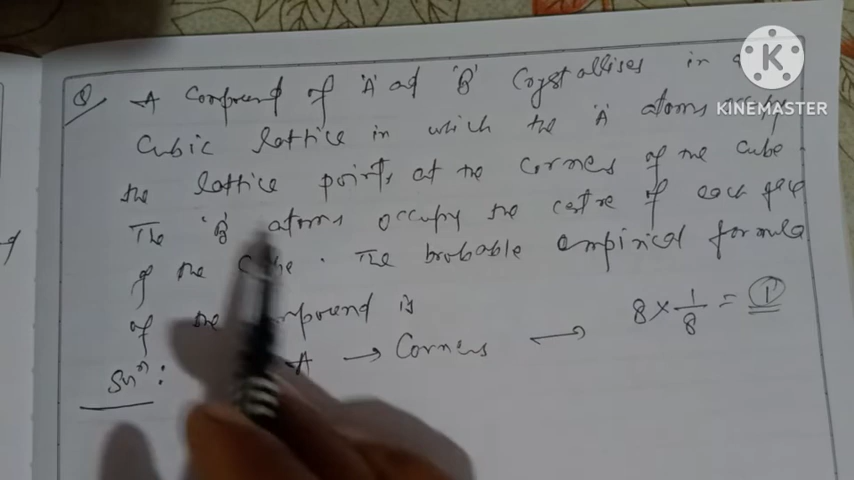 Q A compound of 'A' ad 'B' crystallises in a
cubic lattice in which the 'A' atoms occupy
the lattice points at the corners of the cube.
The 'B' atoms occupy the centre of each face
of the cube. The probable empirical formula
of the compound is
Solⁿ: A → Corners → 8 × 1/8 = 1
K
KINEMASTER